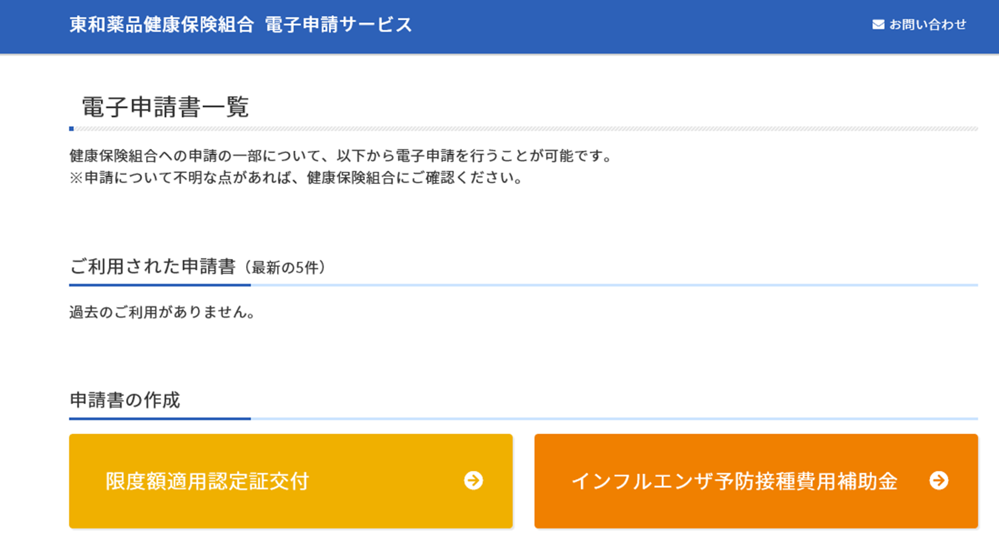 東和薬品健康保険組合 電子申請サービス
お問い合わせ
電子申請書一覧
健康保険組合への申請の一部について、以下から電子申請を行うことが可能です。
※申請について不明な点があれば、健康保険組合にご確認ください。
ご利用された申請書（最新の5件）
過去のご利用がありません。
申請書の作成
限度額適用認定証交付
インフルエンザ予防接種費用補助金